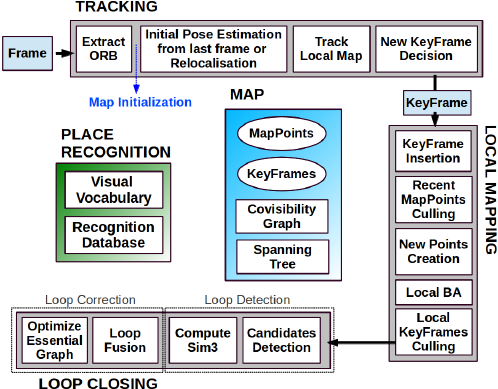 TRACKING
Frame
Extract
ORB
Initial Pose Estimation
from last frame or
Relocalisation
Track
Local Map
New KeyFrame
Decision
Map Initialization
KeyFrame
MAP
MapPoints
KeyFrames
Covisibility
Graph
Spanning
Tree
PLACE
RECOGNITION
Visual
Vocabulary
Recognition
Database
LOCAL MAPPING
KeyFrame
Insertion
Recent
MapPoints
Culling
New Points
Creation
Local BA
Local
KeyFrames
Culling
Loop Correction
Loop Detection
Optimize
Essential
Graph
Loop
Fusion
Compute
Sim3
Candidates
Detection
LOOP CLOSING